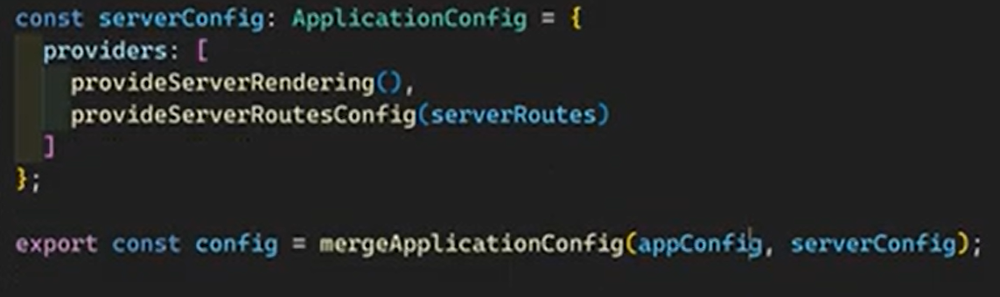 const serverConfig: ApplicationConfig = {
  providers: [
    provideServerRendering(),
    provideServerRoutesConfig(serverRoutes)
  ]
};
export const config = mergeApplicationConfig(appConfig, serverConfig);